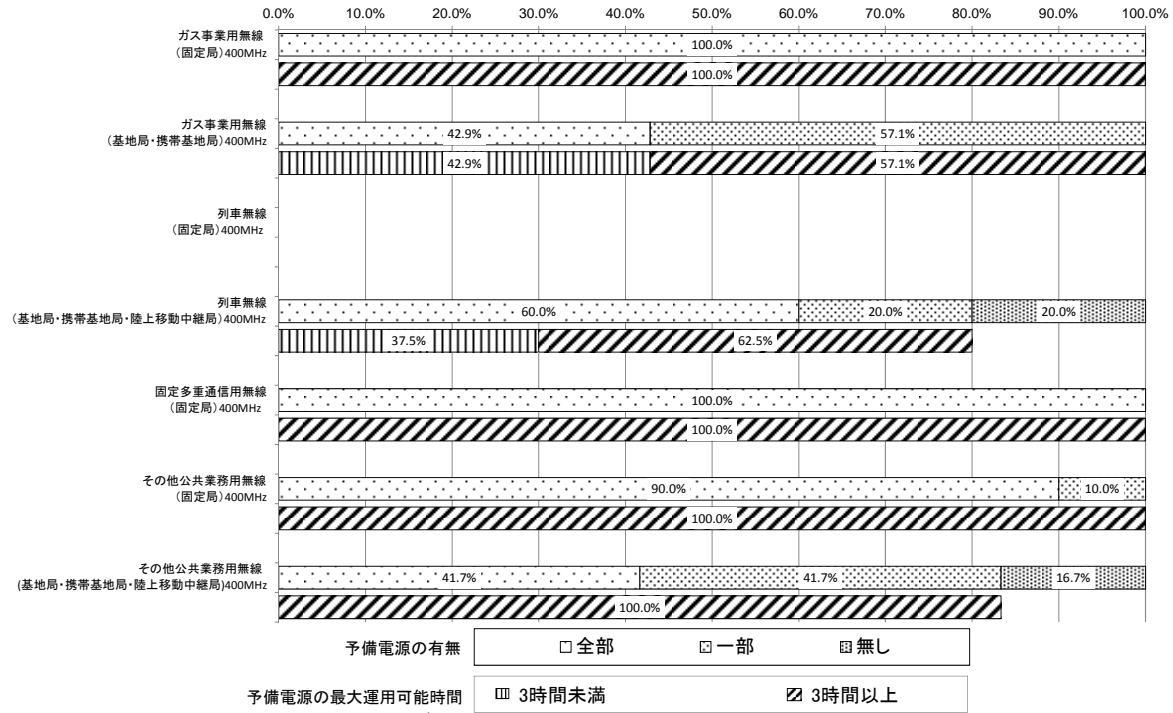 0.0% 10.0% 20.0% 30.0% 40.0% 50.0% 60.0% 70.0% 80.0% 90.0% 100.0%
ガス事業用無線
（固定局）400MHz
100.0%
100.0%
ガス事業用無線
（基地局・携帯基地局）400MHz
42.9% 57.1%
42.9% 57.1%
列車無線
（固定局）400MHz
列車無線
（基地局・携帯基地局・陸上移動中継局）400MHz
60.0% 20.0% 20.0%
37.5% 62.5%
固定多重通信用無線
（固定局）400MHz
100.0%
100.0%
その他公共業務用無線
（固定局）400MHz
90.0% 10.0%
100.0%
その他公共業務用無線
(基地局・携帯基地局・陸上移動中継局)400MHz
41.7% 41.7% 16.7%
100.0%
予備電源の有無 全部 一部 無し
予備電源の最大運用可能時間 3時間未満 3時間以上